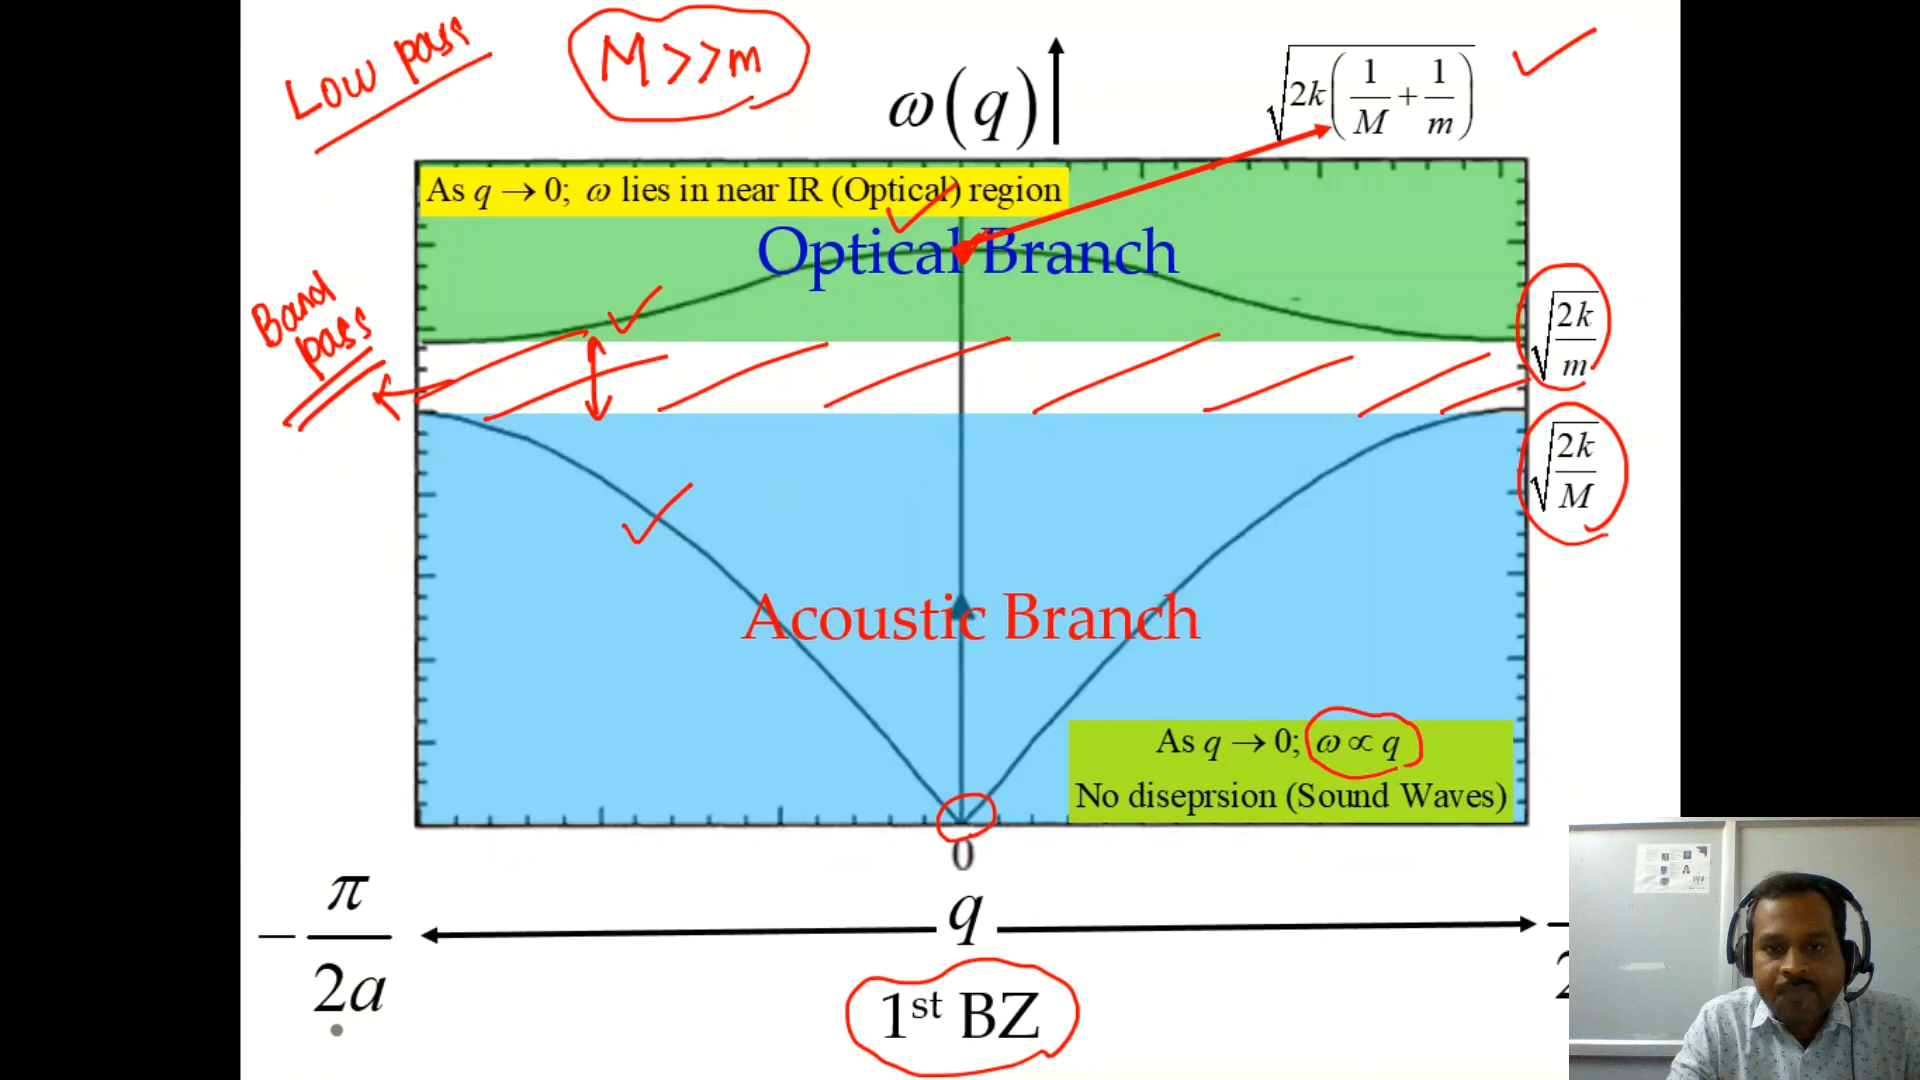 Low pass
M>>m
ω(q)
√2k(1/M + 1/m)
As q → 0; ω lies in near IR (Optical) region
Optical Branch
Band
pass
√2k/m
√2k/M
Acoustic Branch
As q → 0; ω ∝ q
No diseprsion (Sound Waves)
0
−π/2a
q
1st BZ